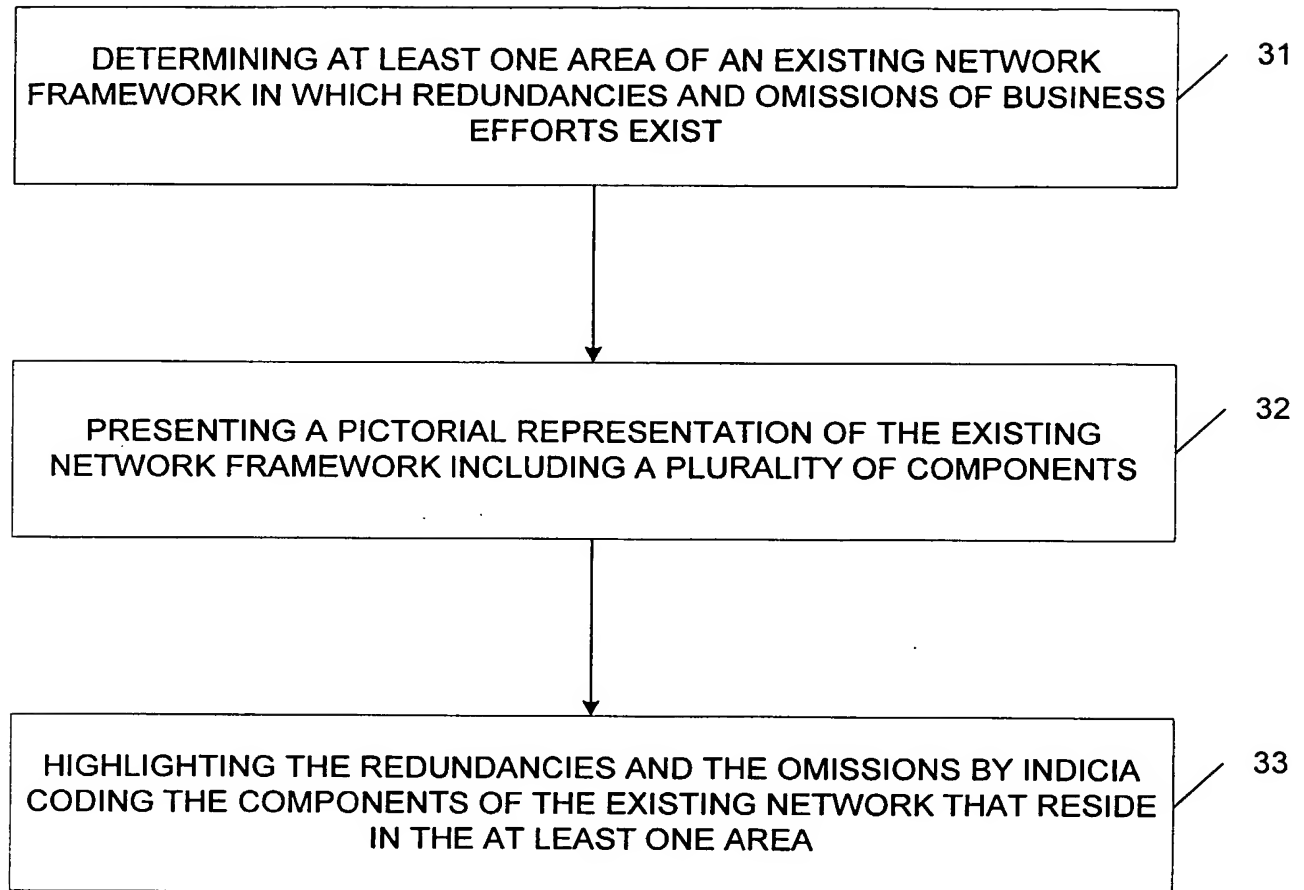 DETERMINING AT LEAST ONE AREA OF AN EXISTING NETWORK
FRAMEWORK IN WHICH REDUNDANCIES AND OMISSIONS OF BUSINESS
EFFORTS EXIST
31
PRESENTING A PICTORIAL REPRESENTATION OF THE EXISTING
NETWORK FRAMEWORK INCLUDING A PLURALITY OF COMPONENTS
32
HIGHLIGHTING THE REDUNDANCIES AND THE OMISSIONS BY INDICIA
CODING THE COMPONENTS OF THE EXISTING NETWORK THAT RESIDE
IN THE AT LEAST ONE AREA
33